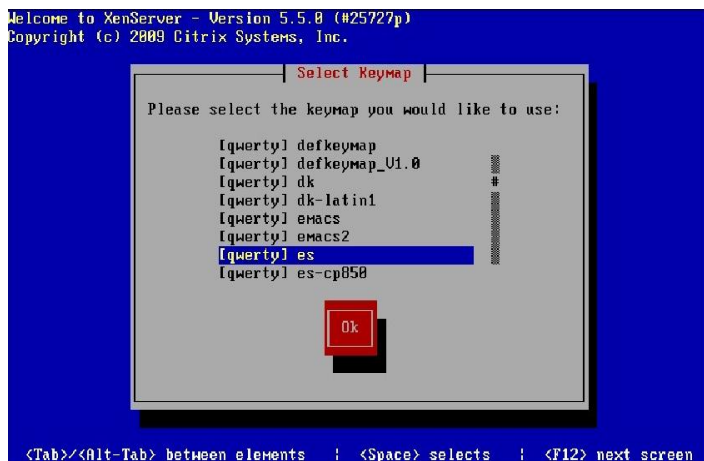 Welcome to XenServer - Version 5.5.0 (#25727p)
Copyright (c) 2009 Citrix Systems, Inc.
Select Keymap
Please select the keymap you would like to use:
[qwerty] defkeymap
[qwerty] defkeymap_V1.0
[qwerty] dk
#
[qwerty] dk-latin1
[qwerty] emacs
[qwerty] emacs2
[qwerty] es
[qwerty] es-cp850
Ok
<Tab>/<Alt-Tab> between elements | <Space> selects | <F12> next screen